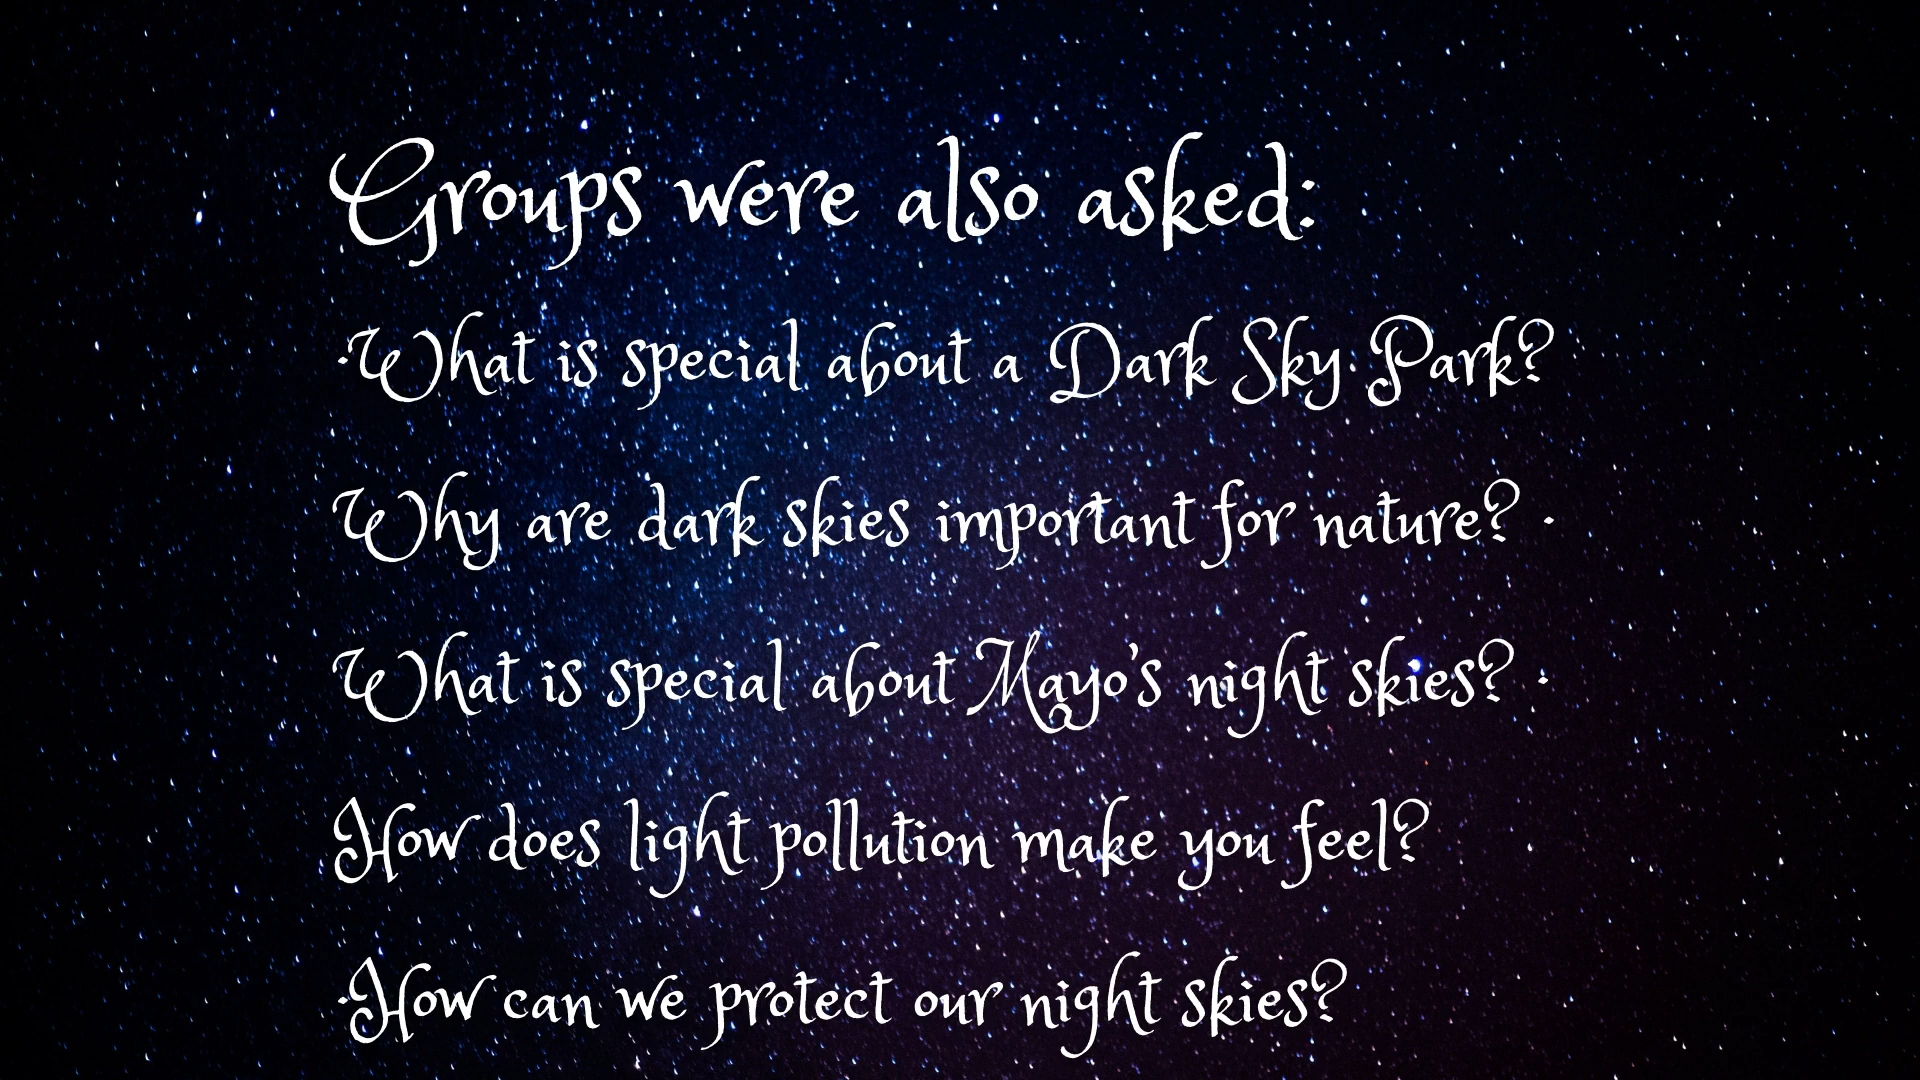 Groups were also asked:
·What is special about a Dark Sky Park?
Why are dark skies important for nature? ·
What is special about Mayo's night skies? ·
How does light pollution make you feel?
·How can we protect our night skies?